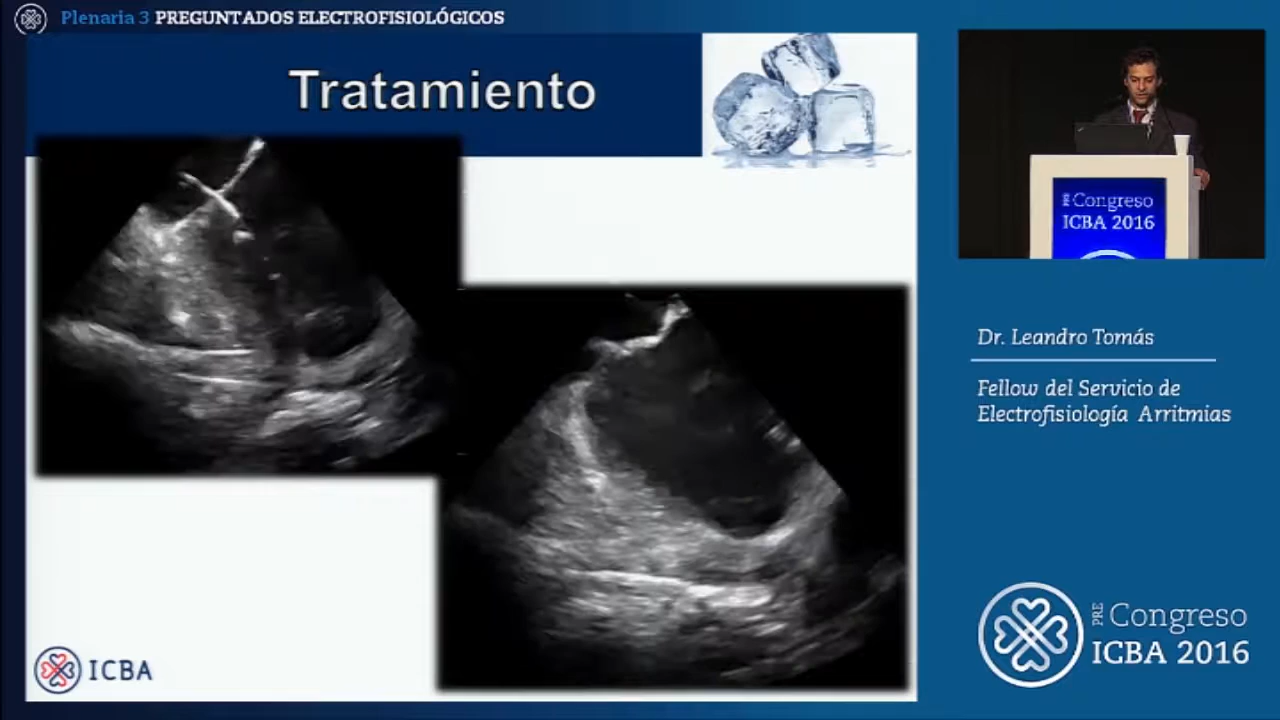 Plenaria 3 PREGUNTADOS ELECTROFISIOLÓGICOS
Tratamiento
PRE Congreso
ICBA 2016
Dr. Leandro Tomás
Fellow del Servicio de
Electrofisiología Arritmias
ICBA
PRE Congreso
ICBA 2016